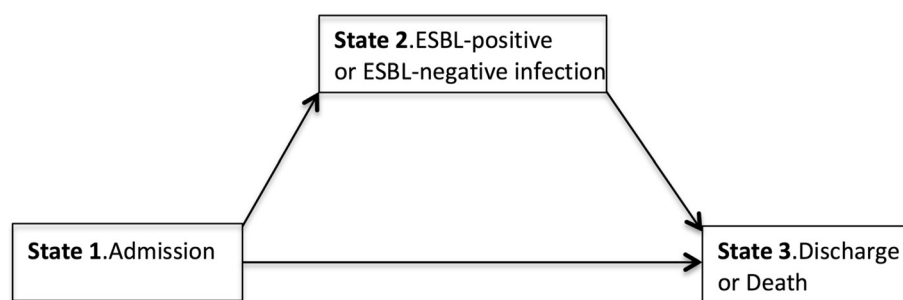 State 2.ESBL-positive
or ESBL-negative infection
State 1.Admission
State 3.Discharge
or Death